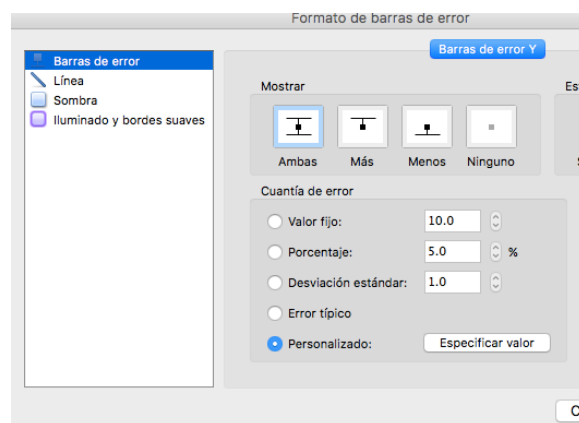 Formato de barras de error
Barras de error
Línea
Sombra
Iluminado y bordes suaves
Barras de error Y
Mostrar
Es
Ambas
Más
Menos
Ninguno
Cuantía de error
Valor fijo: 10.0
Porcentaje: 5.0 %
Desviación estándar: 1.0
Error típico
Personalizado: Especificar valor